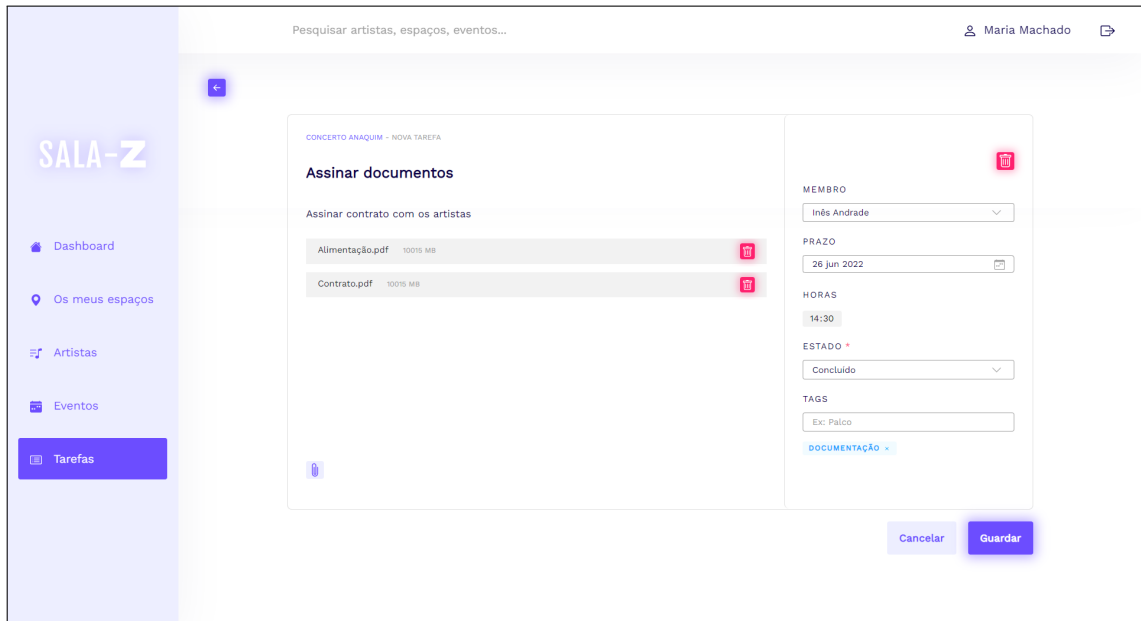 Pesquisar artistas, espaços, eventos...
Maria Machado
SALA-Z
Dashboard
Os meus espaços
Artistas
Eventos
Tarefas
CONCERTO ANAQUIM - NOVA TAREFA
Assinar documentos
Assinar contrato com os artistas
Alimentação.pdf 10015 MB
Contrato.pdf 10015 MB
MEMBRO
Inês Andrade
PRAZO
26 jun 2022
HORAS
14:30
ESTADO *
Concluido
TAGS
Ex: Palco
DOCUMENTAÇÃO ×
Cancelar
Guardar